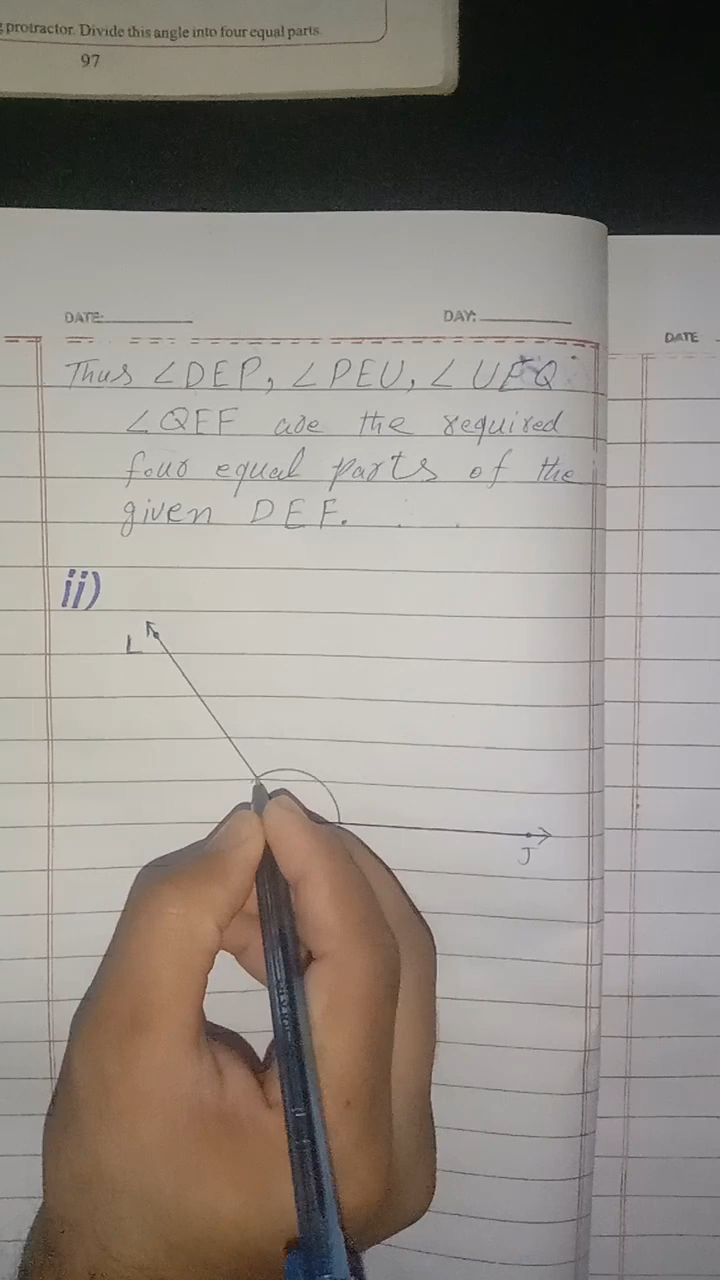 protractor. Divide this angle into four equal parts.
97
DATE:
DAY:
DATE
Thus ∠DEP, ∠PEU, ∠UEQ
∠QEF are the required
four equal parts of the
given DEF.
ii)
L
J